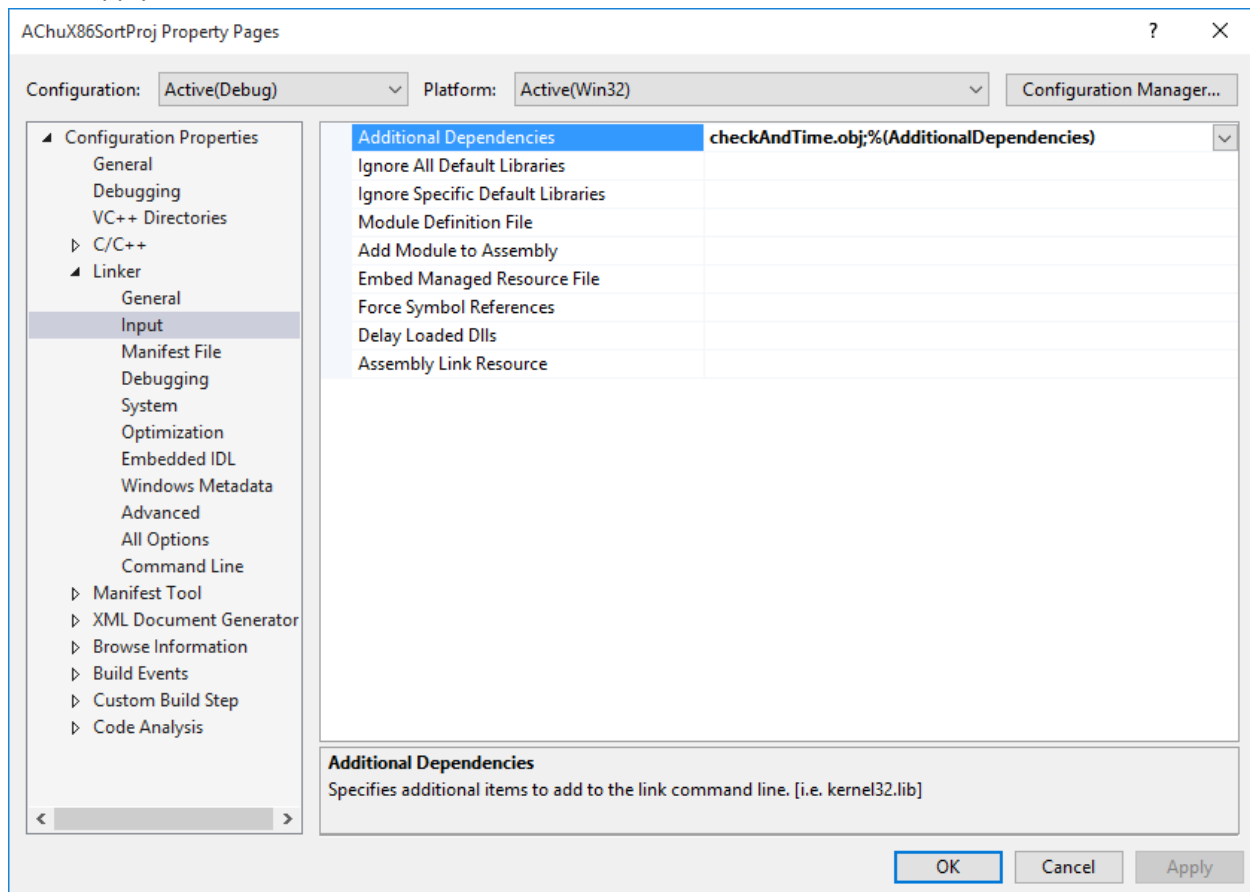 AChuX86SortProj Property Pages
Configuration: Active(Debug) Platform: Active(Win32) Configuration Manager...
Configuration Properties
General
Debugging
VC++ Directories
C/C++
Linker
General
Input
Manifest File
Debugging
System
Optimization
Embedded IDL
Windows Metadata
Advanced
All Options
Command Line
Manifest Tool
XML Document Generator
Browse Information
Build Events
Custom Build Step
Code Analysis
Additional Dependencies checkAndTime.obj;%(AdditionalDependencies)
Ignore All Default Libraries
Ignore Specific Default Libraries
Module Definition File
Add Module to Assembly
Embed Managed Resource File
Force Symbol References
Delay Loaded Dlls
Assembly Link Resource
Additional Dependencies
Specifies additional items to add to the link command line. [i.e. kernel32.lib]
OK Cancel Apply